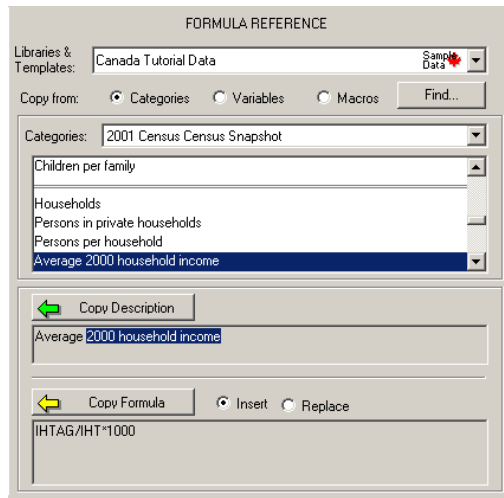 FORMULA REFERENCE
Libraries &
Templates:
Canada Tutorial Data
Sample
Data
Copy from:
Categories
Variables
Macros
Find...
Categories:
2001 Census Census Snapshot
Children per family
Households
Persons in private households
Persons per household
Average 2000 household income
Copy Description
Average 2000 household income
Copy Formula
Insert
Replace
IHTAG/IHT*1000